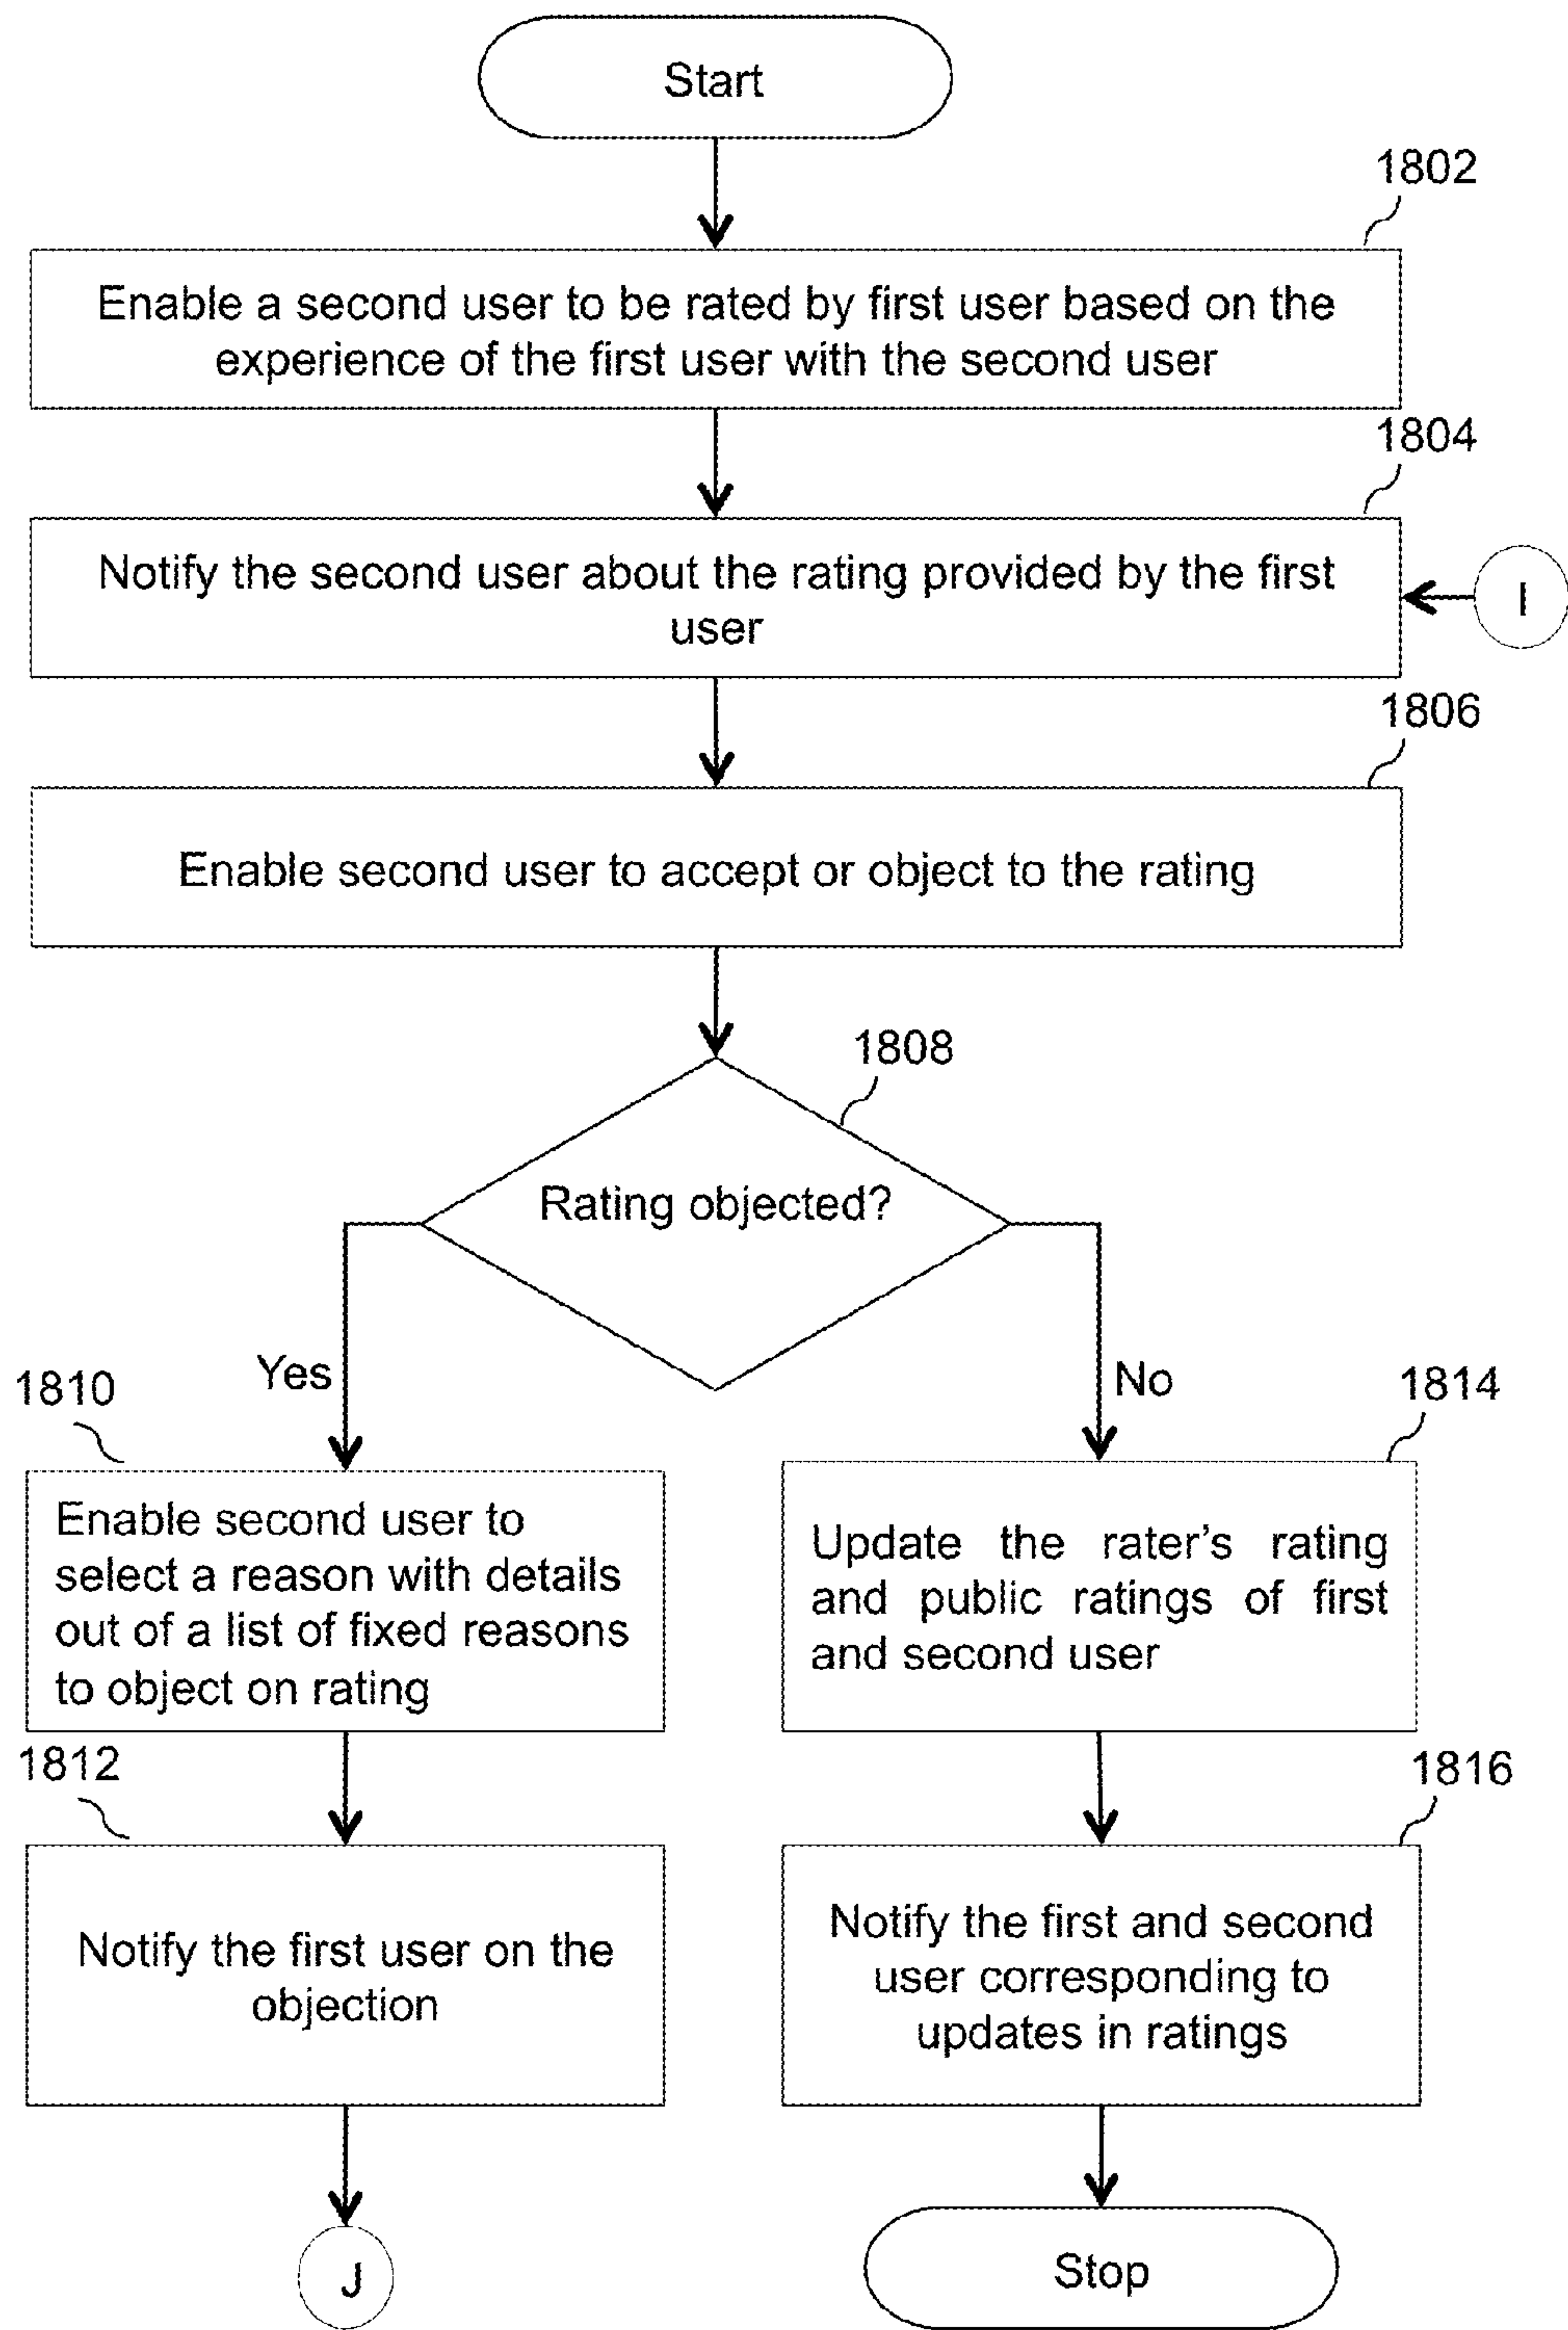 Start
1802
Enable a second user to be rated by first user based on the
experience of the first user with the second user
1804
Notify the second user about the rating provided by the first
user
I
1806
Enable second user to accept or object to the rating
1808
Rating objected?
Yes
No
1810
Enable second user to
select a reason with details
out of a list of fixed reasons
to object on rating
1814
Update the rater's rating
and public ratings of first
and second user
1812
Notify the first user on the
objection
1816
Notify the first and second
user corresponding to
updates in ratings
J
Stop